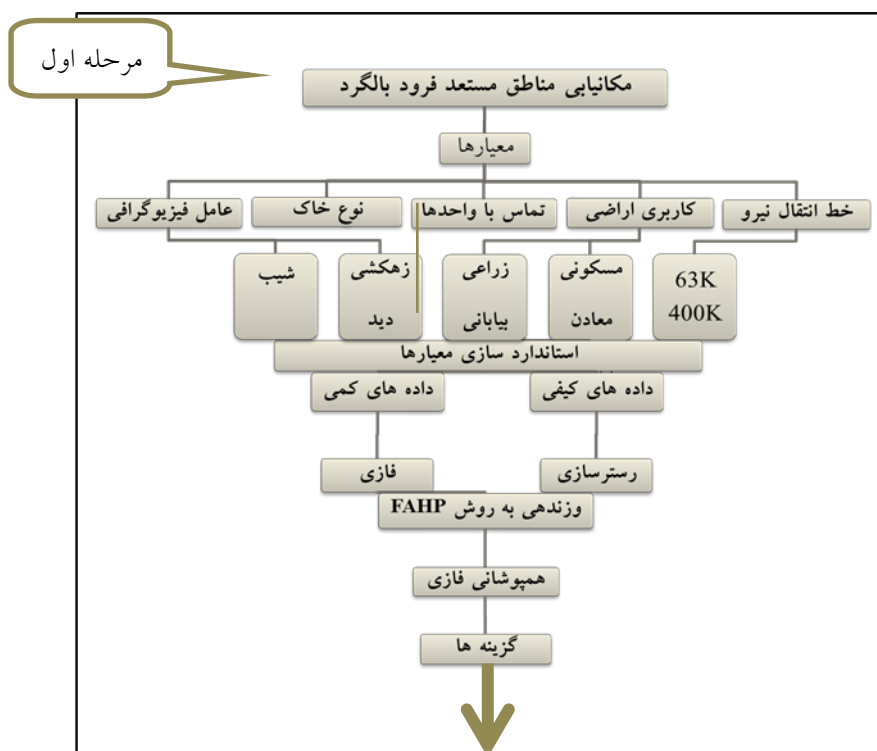 مرحله اول
مکانیابی مناطق مستعد فرود بالگرد
معیارها
خط انتقال نیرو
کاربری اراضی
تماس با واحدها
نوع خاک
عامل فیزیوگرافی
63K
400K
مسکونی
معادن
زراعی
بیابانی
زهکشی
دید
شیب
استاندارد سازی معیارها
داده های کیفی
داده های کمی
رسترسازی
فازی
وزندهی به روش FAHP
همپوشانی فازی
گزینه ها